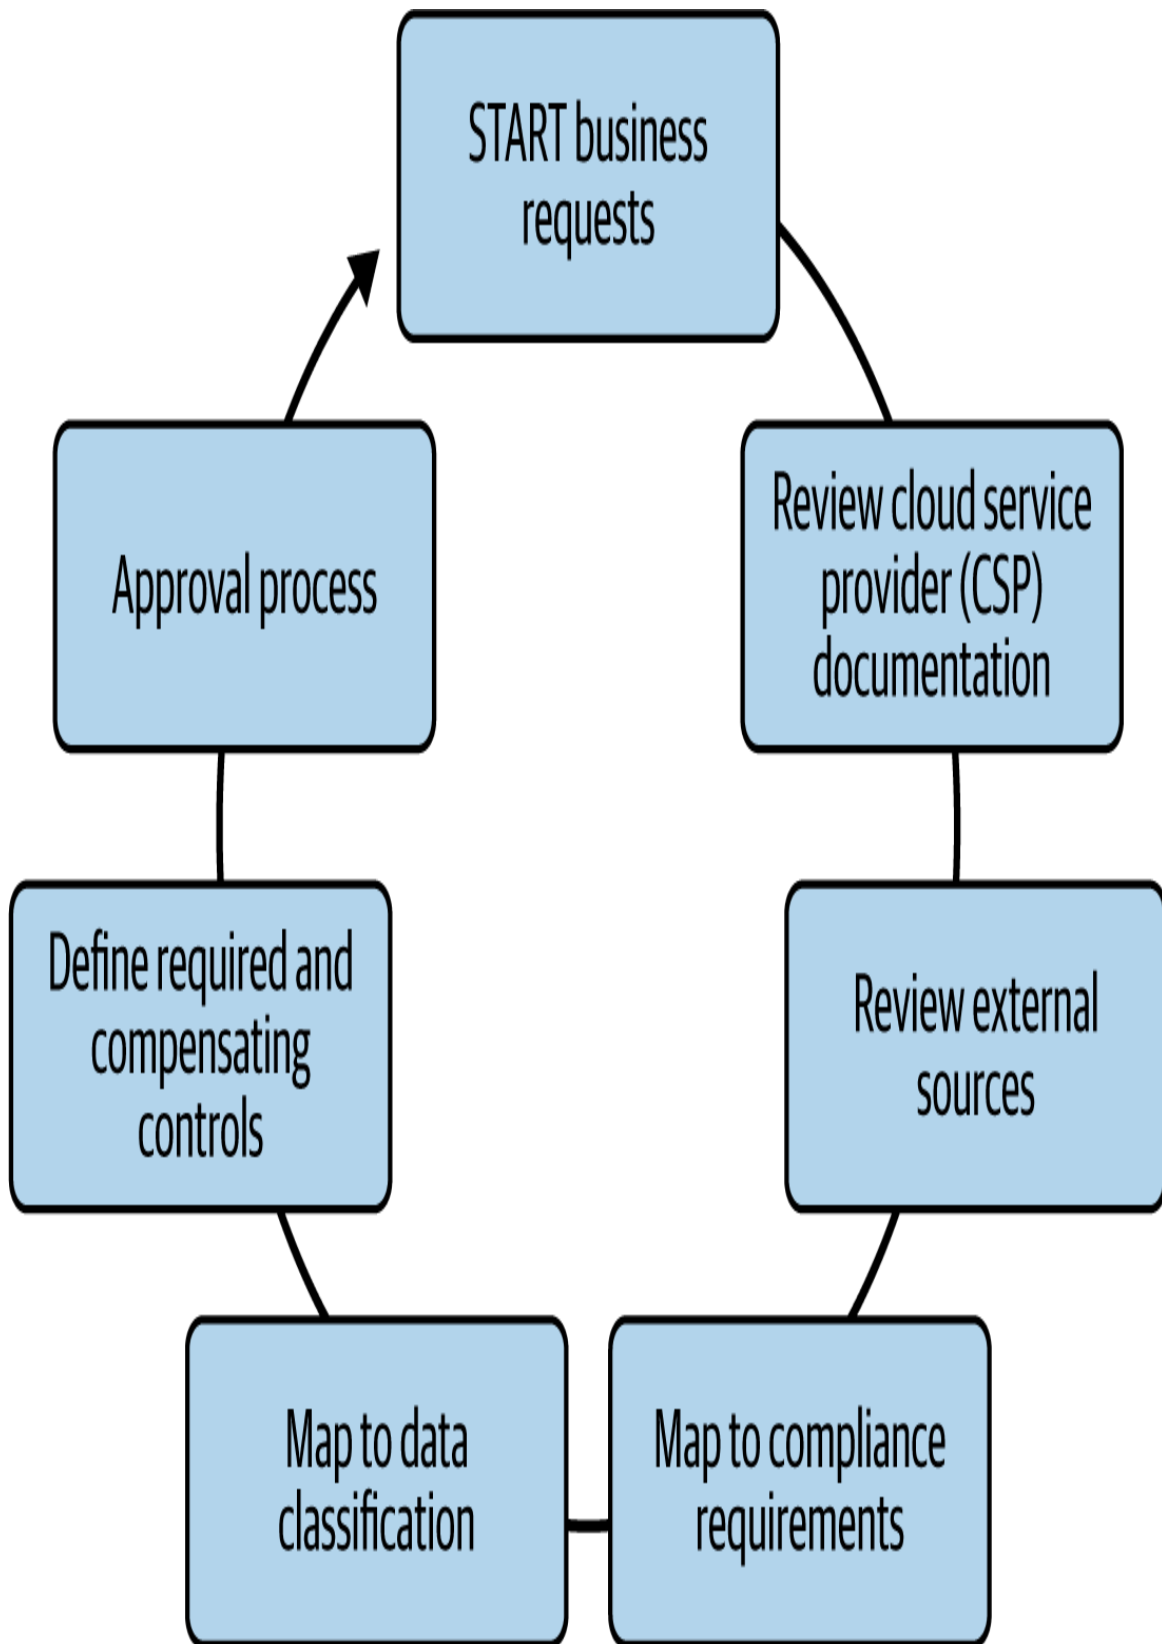 START business
requests
Review cloud service
provider (CSP)
documentation
Review external
sources
Map to compliance
requirements
Map to data
classification
Define required and
compensating
controls
Approval process